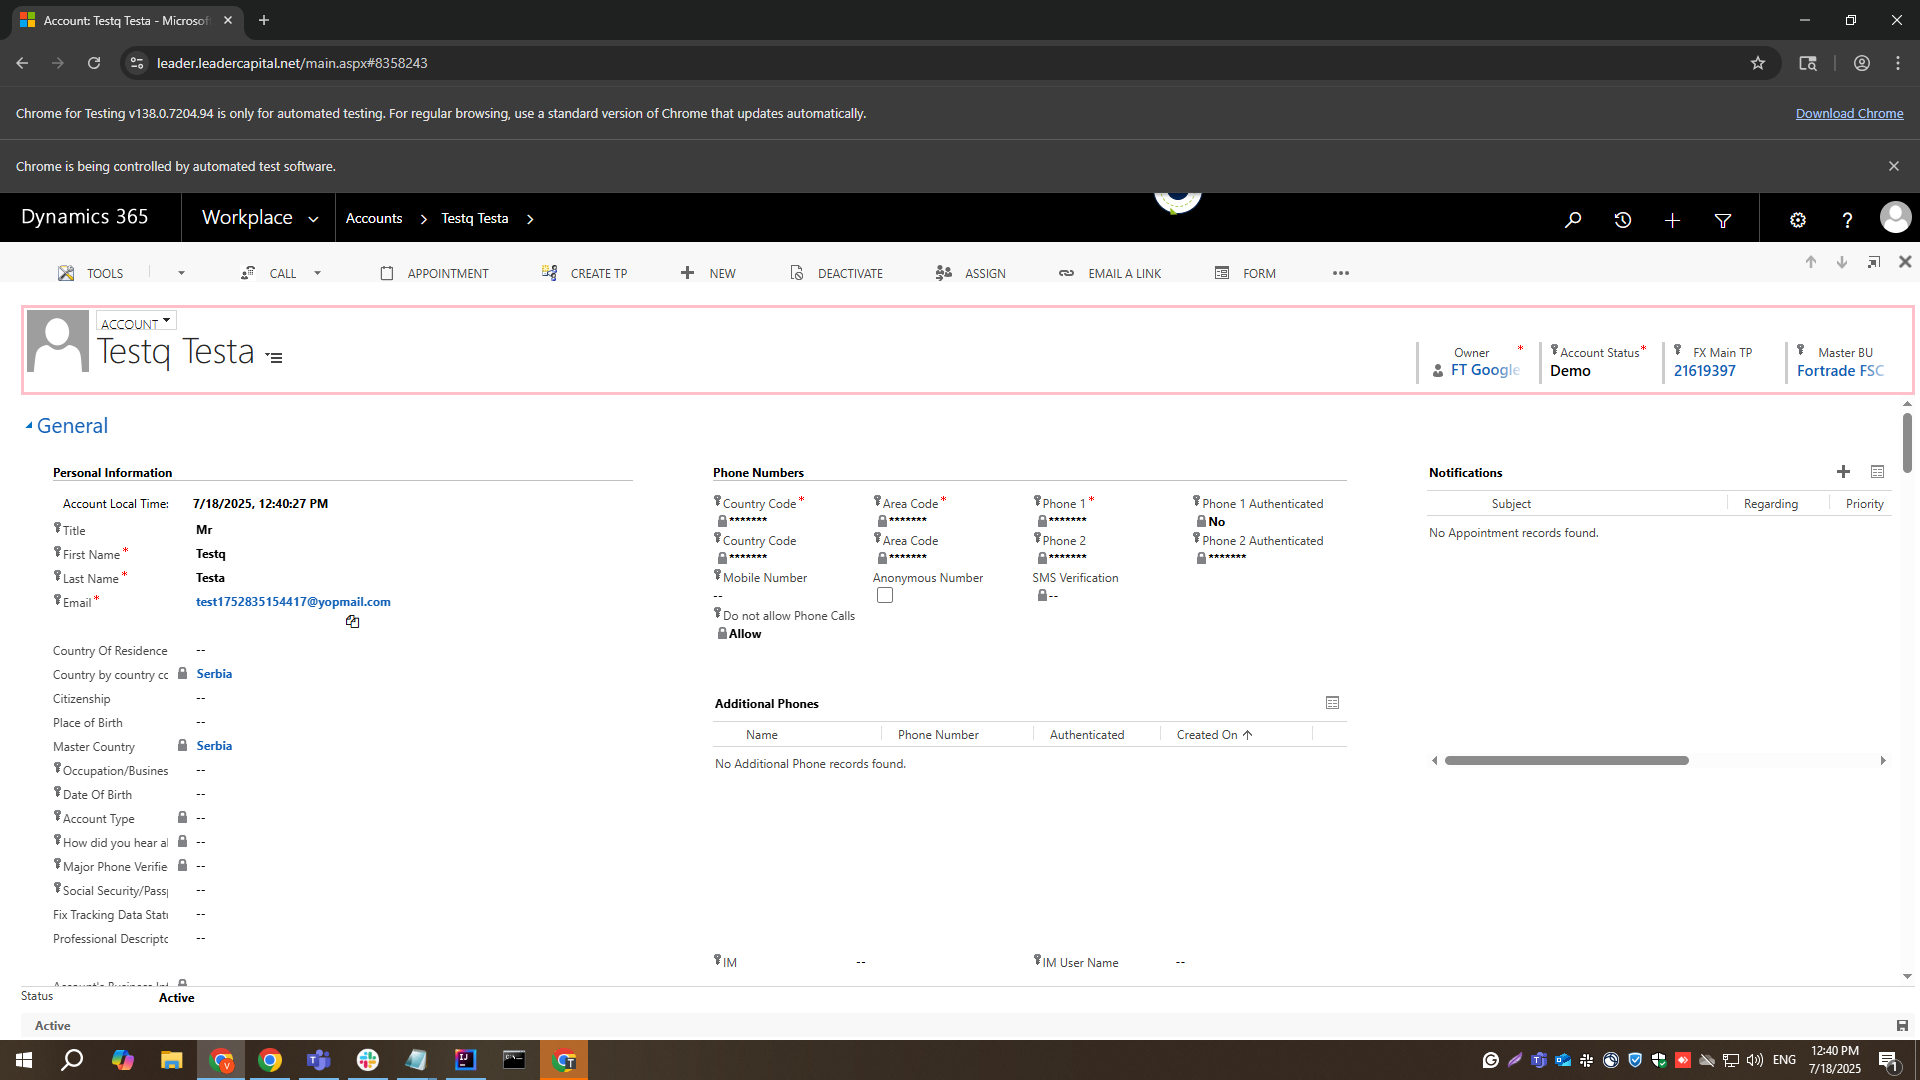 Account: Testq Testa - Microsof
leader.leadercapital.net/main.aspx#8358243
Chrome for Testing v138.0.7204.94 is only for automated testing. For regular browsing, use a standard version of Chrome that updates automatically.
Download Chrome
Chrome is being controlled by automated test software.
Dynamics 365
Workplace
Accounts
Testq Testa
TOOLS
CALL
APPOINTMENT
CREATE TP
NEW
DEACTIVATE
ASSIGN
EMAIL A LINK
FORM
ACCOUNT
Testq Testa
Owner *
FT Google
Account Status *
Demo
FX Main TP
21619397
Master BU
Fortrade FSC
General
Personal Information
Account Local Time: 7/18/2025, 12:40:27 PM
Title Mr
First Name * Testq
Last Name * Testa
Email * test1752835154417@yopmail.com
Country Of Residence --
Country by country cc Serbia
Citizenship --
Place of Birth --
Master Country Serbia
Occupation/Busines --
Date Of Birth --
Account Type --
How did you hear a --
Major Phone Verifie --
Social Security/Pass --
Fix Tracking Data Stat --
Professional Descripto --
Phone Numbers
Country Code * Area Code * Phone 1 * Phone 1 Authenticated
******* ******* ******* No
Country Code Area Code Phone 2 Phone 2 Authenticated
******* ******* ******* *******
Mobile Number Anonymous Number SMS Verification
-- --
Do not allow Phone Calls
Allow
Additional Phones
Name Phone Number Authenticated Created On
No Additional Phone records found.
IM -- IM User Name --
Notifications
Subject Regarding Priority
No Appointment records found.
Status Active
Active
ENG
12:40 PM
7/18/2025
1